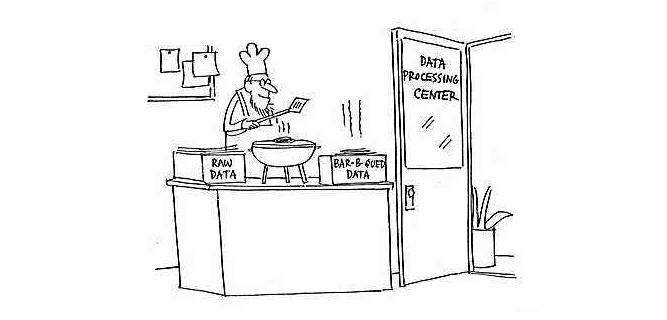 DATA
PROCESSING
CENTER
RAW
DATA
BAR-B-QUED
DATA